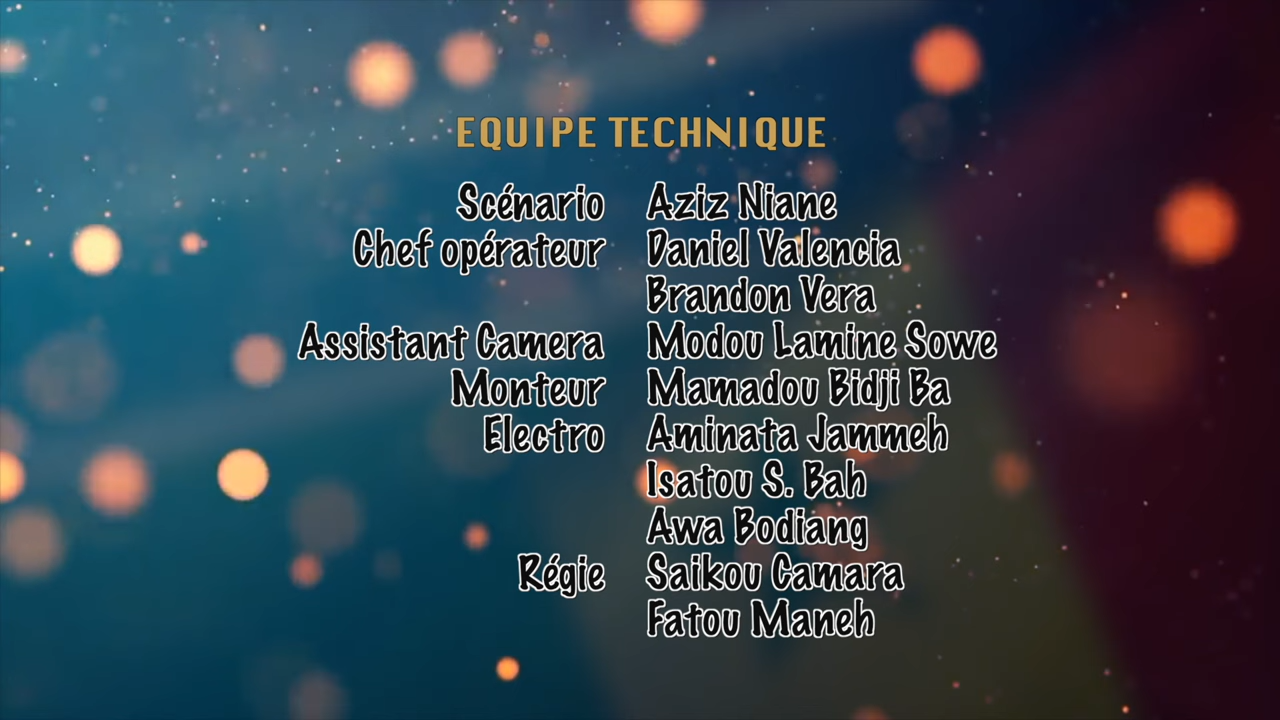 EQUIPE TECHNIQUE
Scénario Aziz Niane
Chef opérateur Daniel Valencia
Brandon Vera
Assistant Camera Modou Lamine Sowe
Monteur Mamadou Bidji Ba
Electro Aminata Jammeh
Isatou S. Bah
Awa Bodiang
Régie Saikou Camara
Fatou Maneh